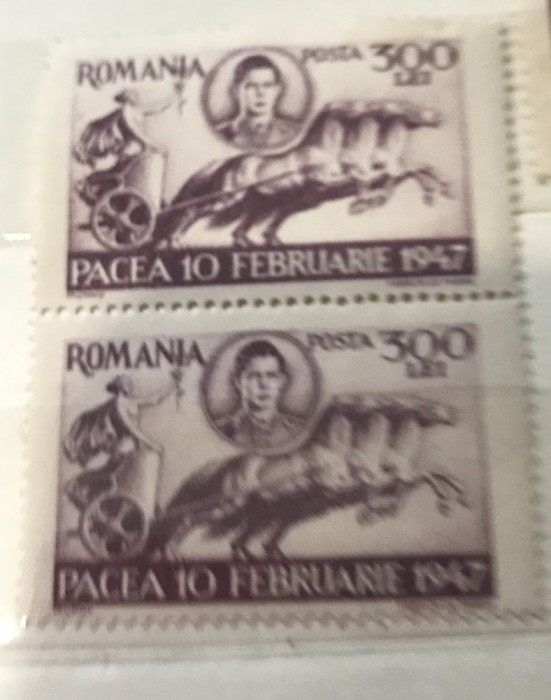 ROMANIA POSTA 300
LEI
PACEA 10 FEBRUARIE 1947
ROMANIA POSTA 300
LEI
PACEA 10 FEBRUARIE 1947